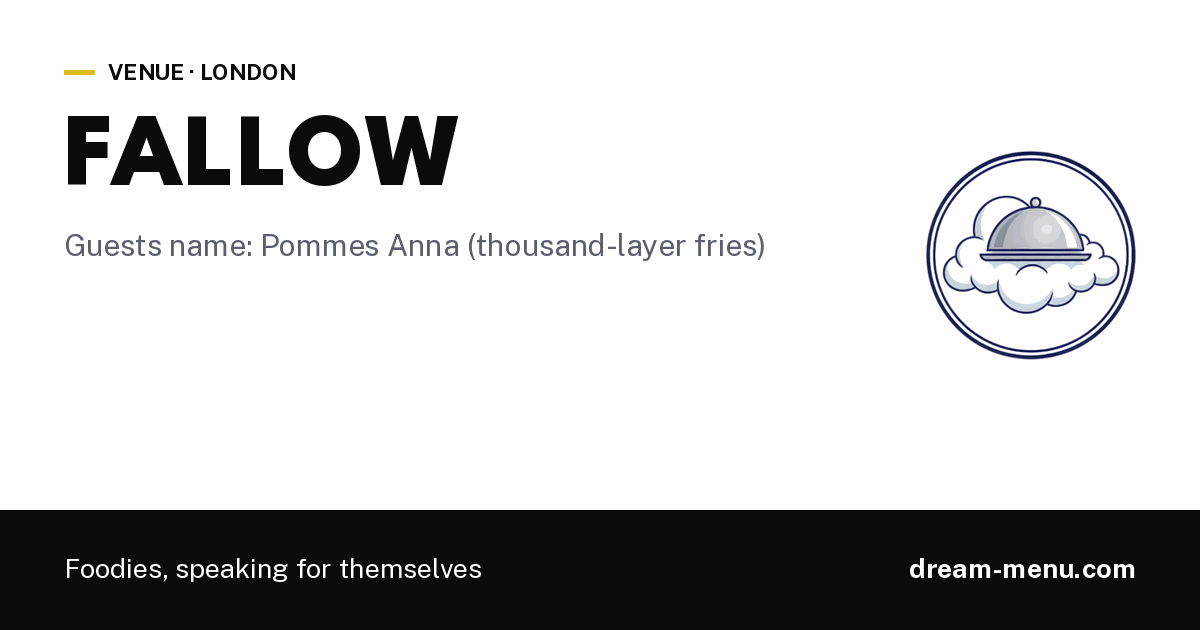 VENUE · LONDON
FALLOW
Guests name: Pommes Anna (thousand-layer fries)
Foodies, speaking for themselves
dream-menu.com